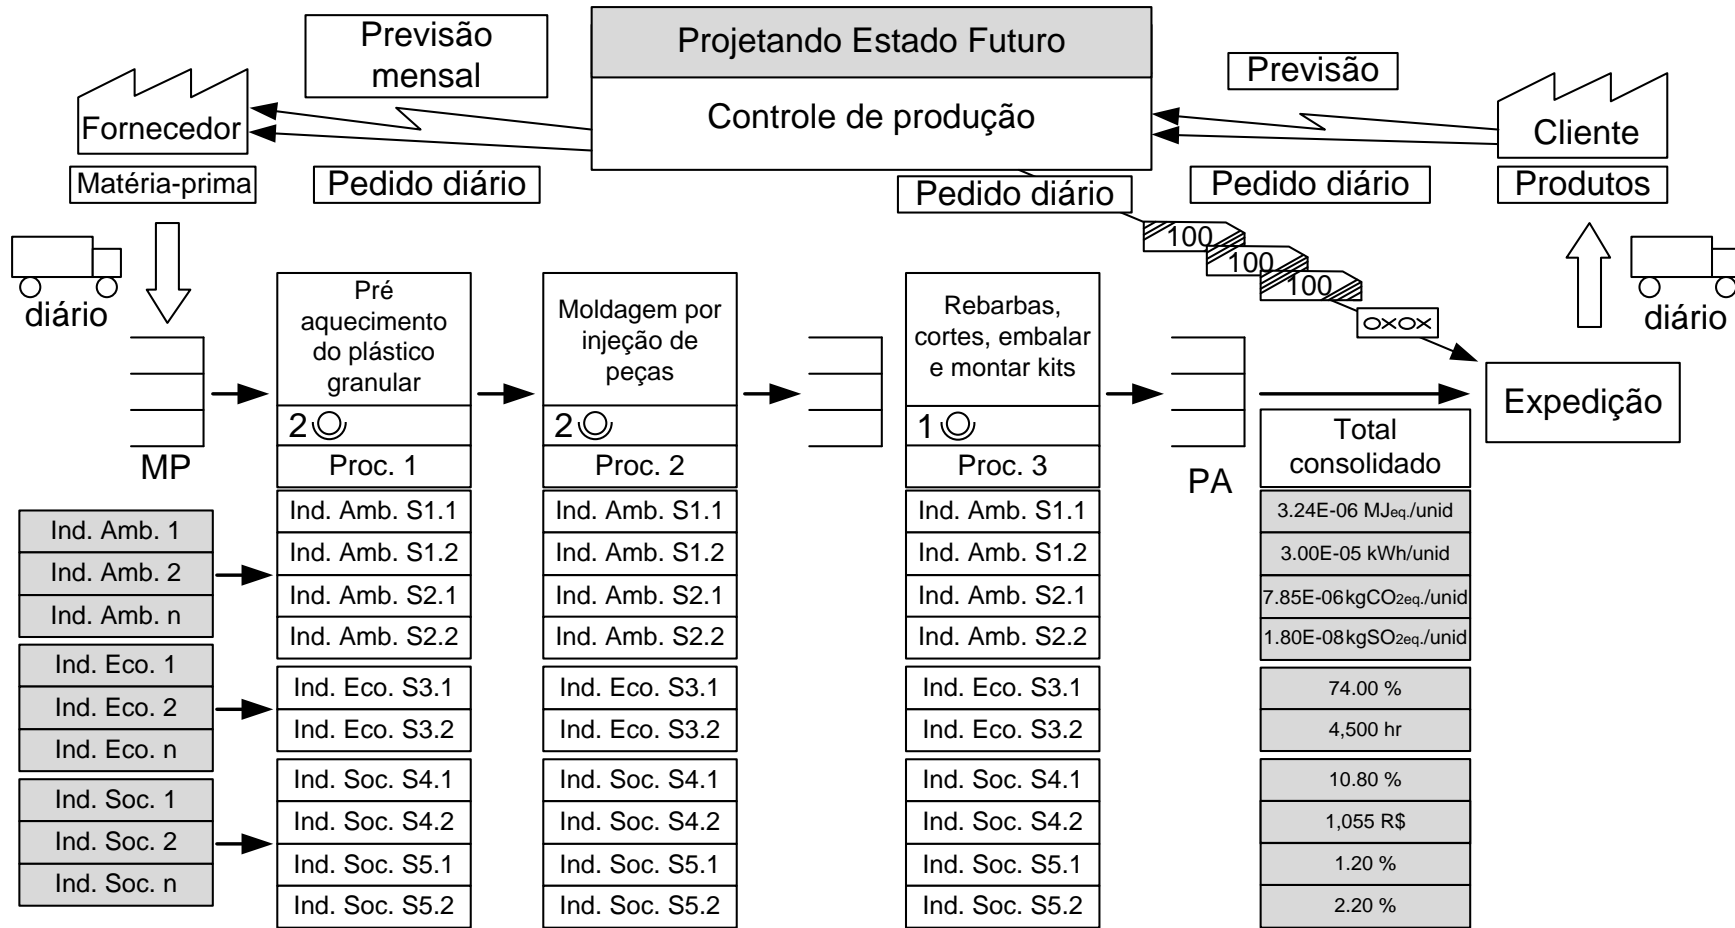 Projetando Estado Futuro
Controle de produção
Previsão
mensal
Previsão
Fornecedor
Cliente
Matéria-prima
Pedido diário
Pedido diário
Pedido diário
Produtos
100
100
100
OXOX
diário
diário
Pré
aquecimento
do plástico
granular
2
Proc. 1
Moldagem por
injeção de
peças
2
Proc. 2
Rebarbas,
cortes, embalar
e montar kits
1
Proc. 3
MP
PA
Expedição
Total
consolidado
Ind. Amb. 1
Ind. Amb. 2
Ind. Amb. n
Ind. Eco. 1
Ind. Eco. 2
Ind. Eco. n
Ind. Soc. 1
Ind. Soc. 2
Ind. Soc. n
Ind. Amb. S1.1
Ind. Amb. S1.2
Ind. Amb. S2.1
Ind. Amb. S2.2
Ind. Eco. S3.1
Ind. Eco. S3.2
Ind. Soc. S4.1
Ind. Soc. S4.2
Ind. Soc. S5.1
Ind. Soc. S5.2
Ind. Amb. S1.1
Ind. Amb. S1.2
Ind. Amb. S2.1
Ind. Amb. S2.2
Ind. Eco. S3.1
Ind. Eco. S3.2
Ind. Soc. S4.1
Ind. Soc. S4.2
Ind. Soc. S5.1
Ind. Soc. S5.2
Ind. Amb. S1.1
Ind. Amb. S1.2
Ind. Amb. S2.1
Ind. Amb. S2.2
Ind. Eco. S3.1
Ind. Eco. S3.2
Ind. Soc. S4.1
Ind. Soc. S4.2
Ind. Soc. S5.1
Ind. Soc. S5.2
3.24E-06 MJeq./unid
3.00E-05 kWh/unid
7.85E-06kgCO2eq./unid
1.80E-08kgSO2eq./unid
74.00 %
4,500 hr
10.80 %
1,055 R$
1.20 %
2.20 %